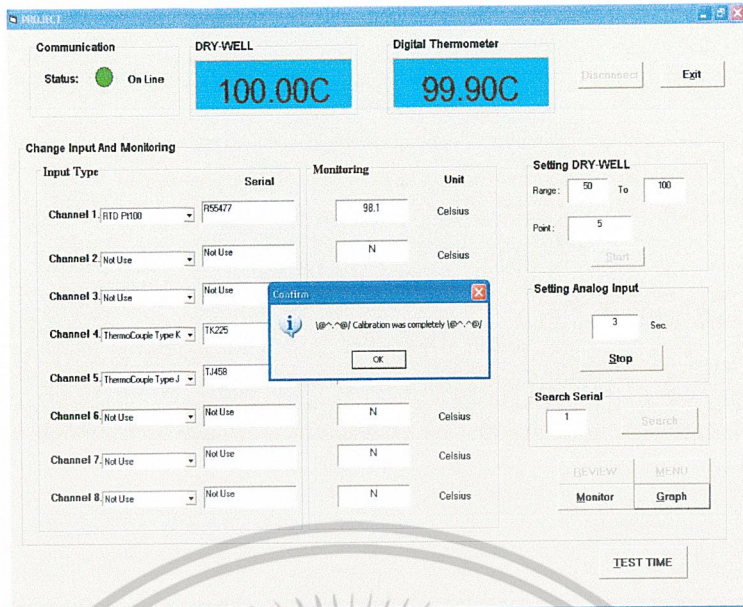 PROJECT
Communication
Status: On Line
DRY-WELL
100.00C
Digital Thermometer
99.90C
Disconnect
Exit
Change Input And Monitoring
Input Type
Serial
Monitoring
Unit
Channel 1. RTD Pt100 R55477 98.1 Celsius
Channel 2. Not Use Not Use N Celsius
Channel 3. Not Use Not Use
Channel 4. ThermoCouple Type K TK225
Channel 5. ThermoCouple Type J TJ458
Channel 6. Not Use Not Use N Celsius
Channel 7. Not Use Not Use N Celsius
Channel 8. Not Use Not Use N Celsius
Confirm
\@^.^@/ Calibration was completely \@^.^@/
OK
Setting DRY-WELL
Range: 50 To 100
Point: 5
Start
Setting Analog Input
3 Sec.
Stop
Search Serial
1 Search
REVIEW MENU
Monitor Graph
TEST TIME